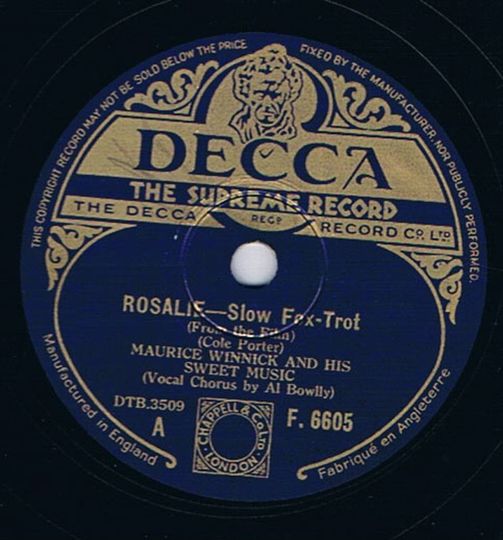 THIS COPYRIGHT RECORD MAY NOT BE SOLD BELOW THE PRICE FIXED BY THE MANUFACTURER, NOR PUBLICLY PERFORMED.
DECCA
THE SUPREME RECORD
THE DECCA REGD RECORD CO. LTD.
ROSALIE—Slow Fox-Trot
(From the Film)
(Cole Porter)
MAURICE WINNICK AND HIS
SWEET MUSIC
(Vocal Chorus by Al Bowlly)
DTB.3509
A
F. 6605
CHAPPELL & Co LTD
LONDON
Manufactured in England
Fabriqué en Angleterre